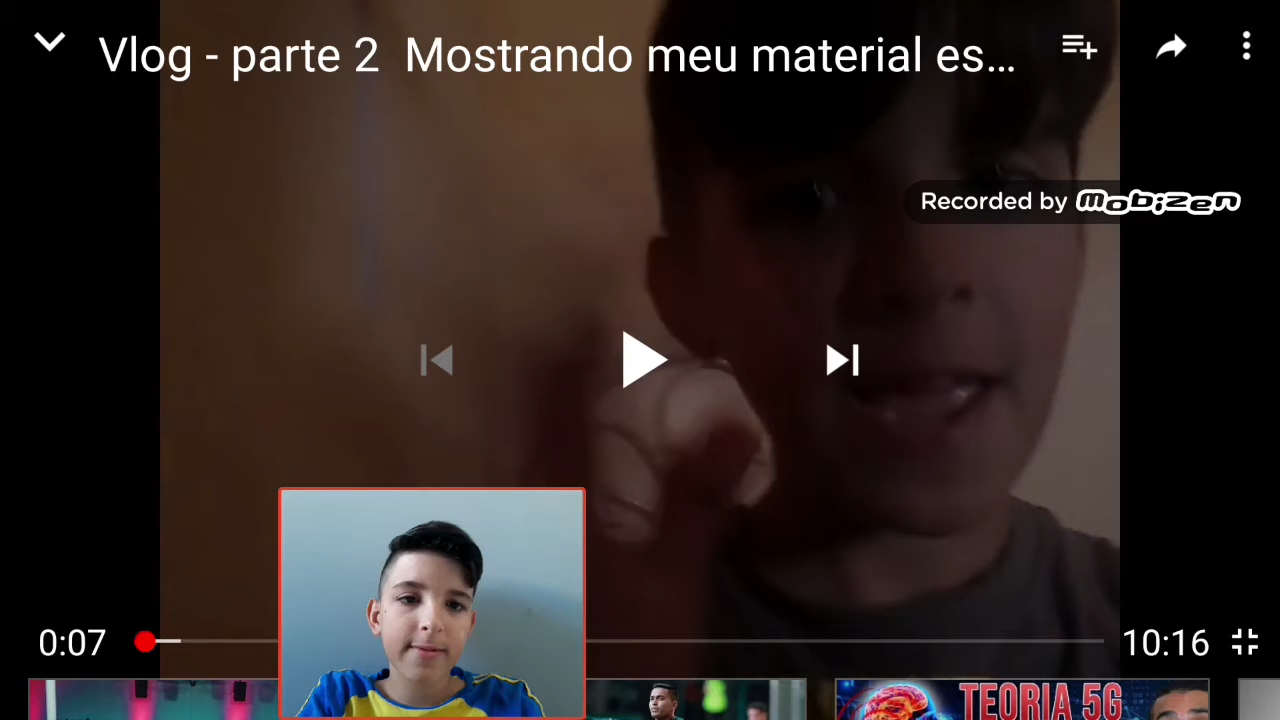 Vlog - parte 2  Mostrando meu material es...
Recorded by mobizen
0:07
10:16
TEORIA 5G